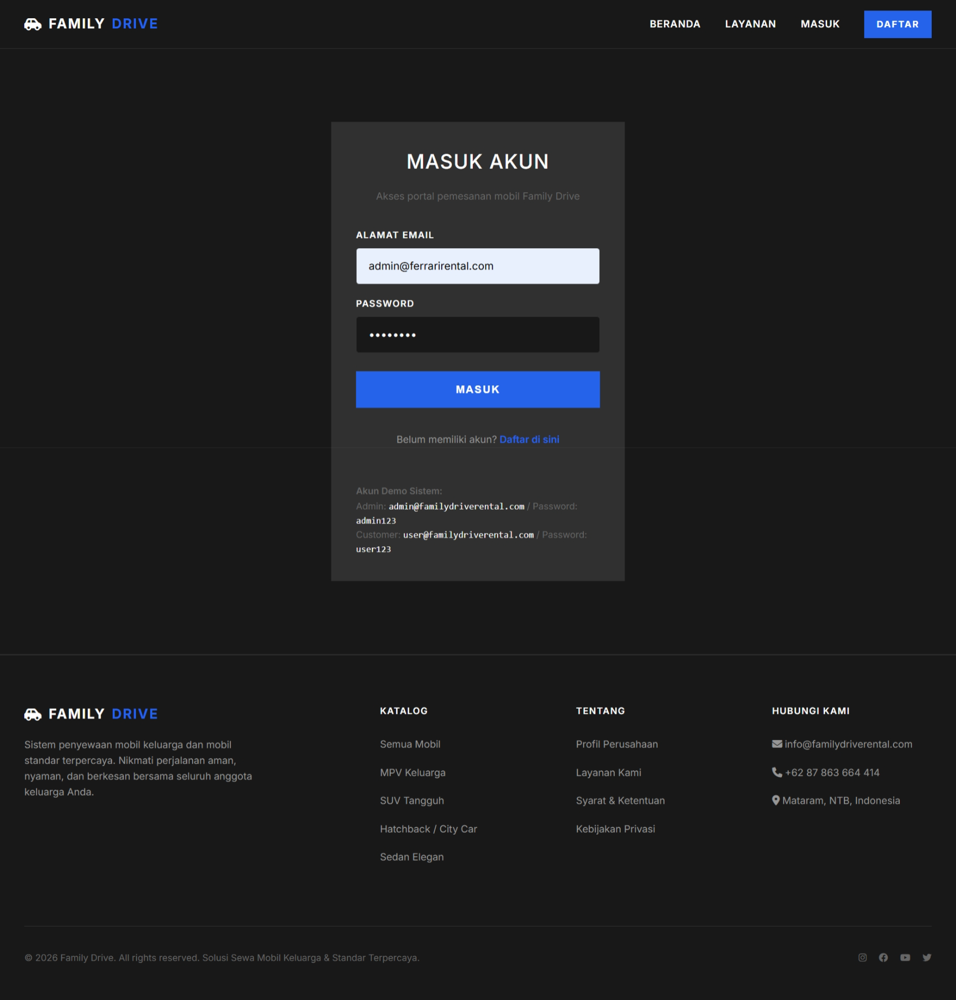 FAMILY DRIVE
BERANDA
LAYANAN
MASUK
DAFTAR
MASUK AKUN
Akses portal pemesanan mobil Family Drive
ALAMAT EMAIL
admin@ferrarirental.com
PASSWORD
••••••••
MASUK
Belum memiliki akun? Daftar di sini
Akun Demo Sistem:
Admin: admin@familydriverental.com / Password:
admin123
Customer: user@familydriverental.com / Password:
user123
FAMILY DRIVE
Sistem penyewaan mobil keluarga dan mobil
standar terpercaya. Nikmati perjalanan aman,
nyaman, dan berkesan bersama seluruh anggota
keluarga Anda.
KATALOG
Semua Mobil
MPV Keluarga
SUV Tangguh
Hatchback / City Car
Sedan Elegan
TENTANG
Profil Perusahaan
Layanan Kami
Syarat & Ketentuan
Kebijakan Privasi
HUBUNGI KAMI
info@familydriverental.com
+62 87 863 664 414
Mataram, NTB, Indonesia
© 2026 Family Drive. All rights reserved. Solusi Sewa Mobil Keluarga & Standar Terpercaya.